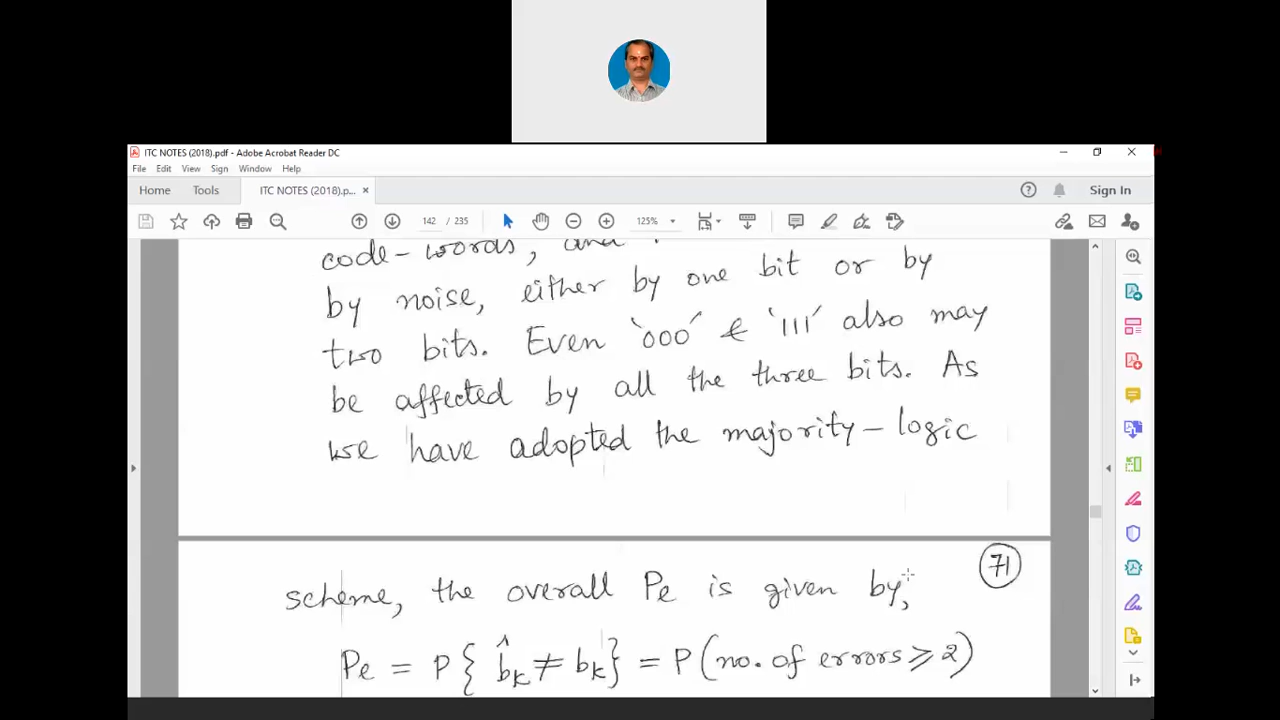 ITC NOTES (2018).pdf - Adobe Acrobat Reader DC
File Edit View Sign Window Help
Home Tools ITC NOTES (2018).p... × Sign In
142 / 235 125%
code-words, and
by noise, either by one bit or by
two bits. Even '000' & '111' also may
be affected by all the three bits. As
we have adopted the majority-logic
71
scheme, the overall Pe is given by,
Pe = P{ b̂k ≠ bk} = P(no. of errors ⩾ 2)